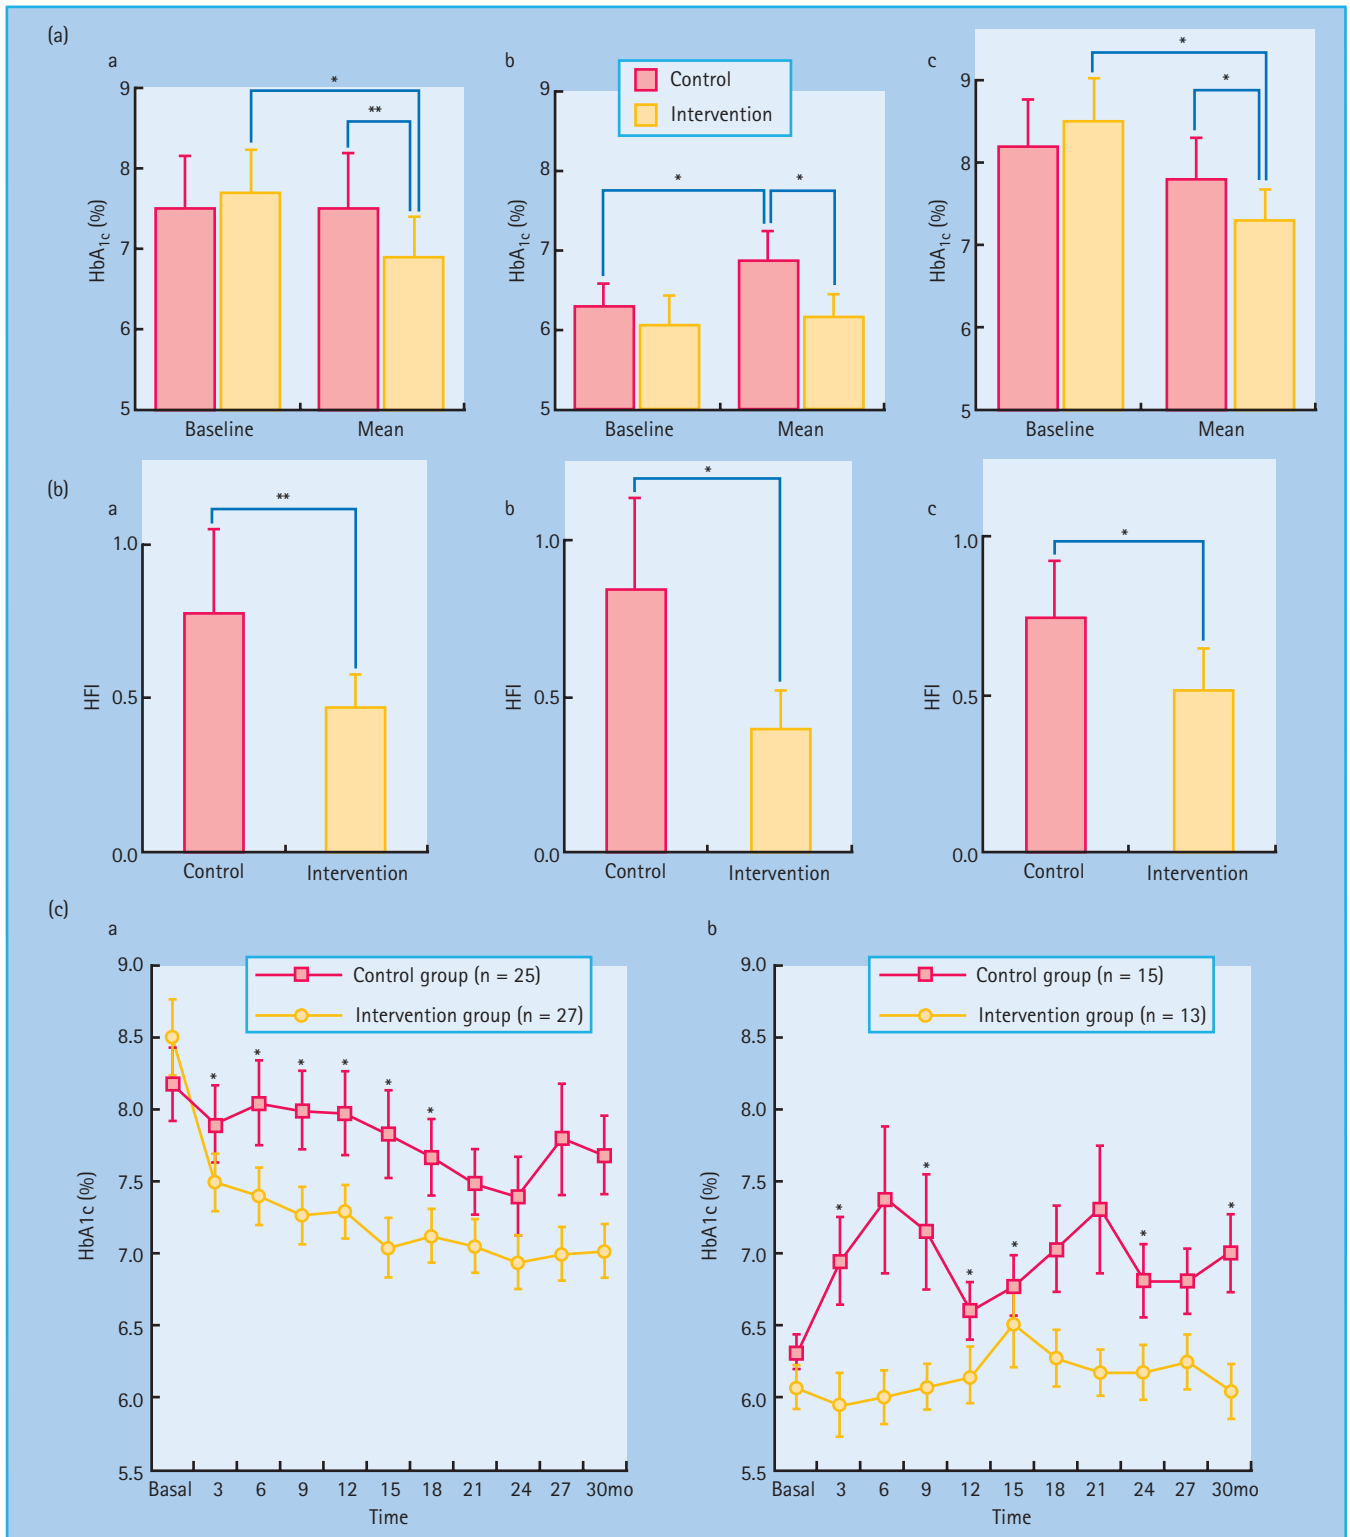 (a)
a
9
8
7
6
5
HbA1c (%)
* 
**
Baseline
Mean
b
Control
Intervention
9
8
7
6
5
HbA1c (%)
*
*
Baseline
Mean
c
9
8
7
6
5
HbA1c (%)
*
*
Baseline
Mean
(b)
a
1.0
0.5
0.0
HFI
**
Control
Intervention
b
1.0
0.5
0.0
HFI
*
Control
Intervention
c
1.0
0.5
0.0
HFI
*
Control
Intervention
(c)
a
Control group (n = 25)
Intervention group (n = 27)
9.0
8.5
8.0
7.5
7.0
6.5
6.0
5.5
HbA1c (%)
* * * * * *
Basal 3 6 9 12 15 18 21 24 27 30mo
Time
b
Control group (n = 15)
Intervention group (n = 13)
9.0
8.5
8.0
7.5
7.0
6.5
6.0
5.5
HbA1c (%)
* * * * * *
Basal 3 6 9 12 15 18 21 24 27 30mo
Time